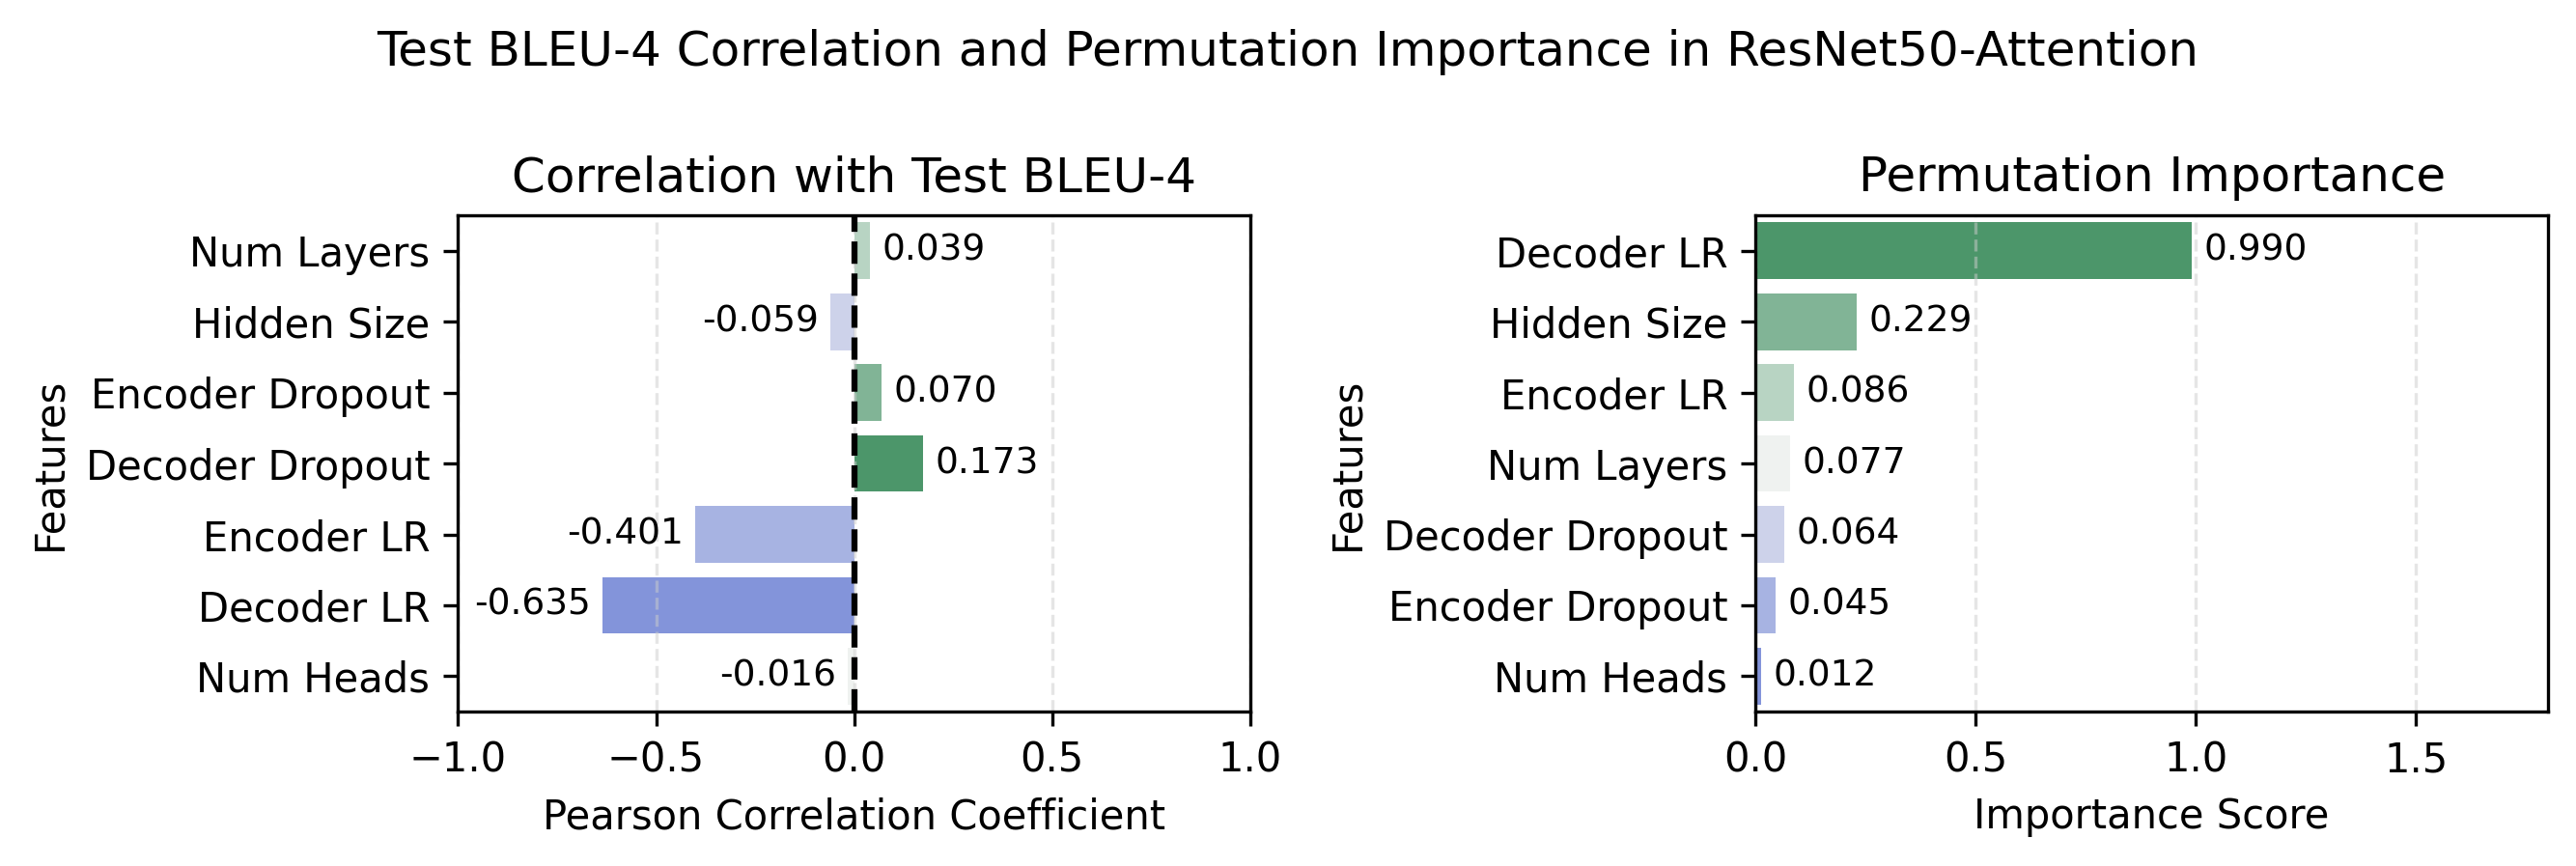 Test BLEU-4 Correlation and Permutation Importance in ResNet50-Attention
Correlation with Test BLEU-4
Features
Num Layers
0.039
Hidden Size
-0.059
Encoder Dropout
0.070
Decoder Dropout
0.173
Encoder LR
-0.401
Decoder LR
-0.635
Num Heads
-0.016
−1.0
−0.5
0.0
0.5
1.0
Pearson Correlation Coefficient
Permutation Importance
Features
Decoder LR
0.990
Hidden Size
0.229
Encoder LR
0.086
Num Layers
0.077
Decoder Dropout
0.064
Encoder Dropout
0.045
Num Heads
0.012
0.0
0.5
1.0
1.5
Importance Score